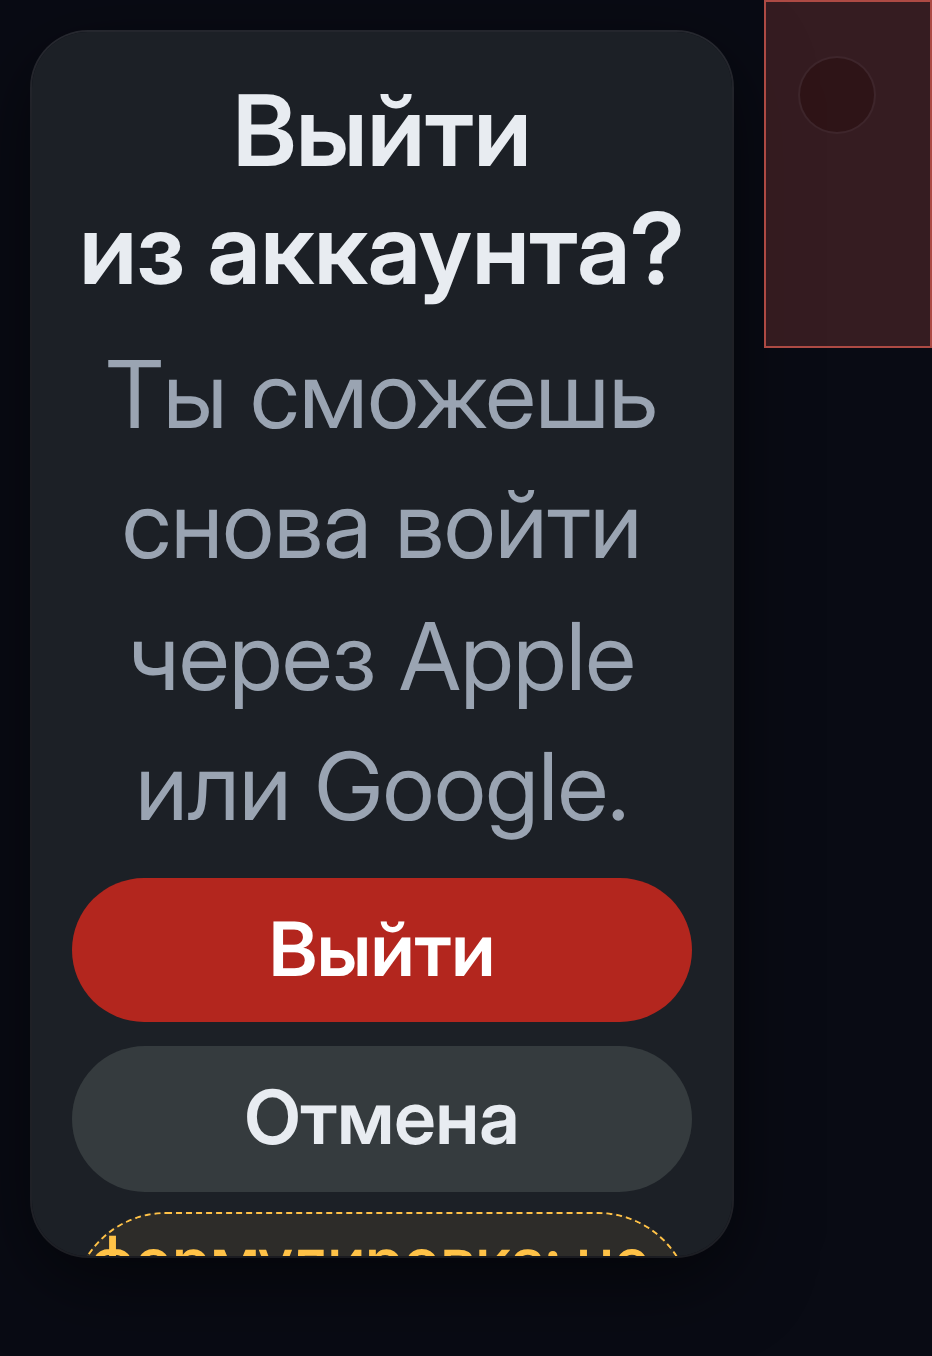 Выйти
из аккаунта?
Ты сможешь
снова войти
через Apple
или Google.
Выйти
Отмена